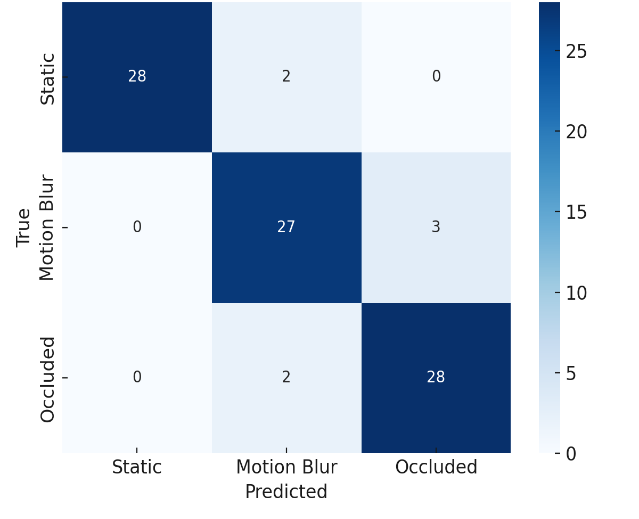 Static 28 2 0
True
Motion Blur 0 27 3
Occluded 0 2 28
Static Motion Blur Occluded
Predicted
25
20
15
10
5
0